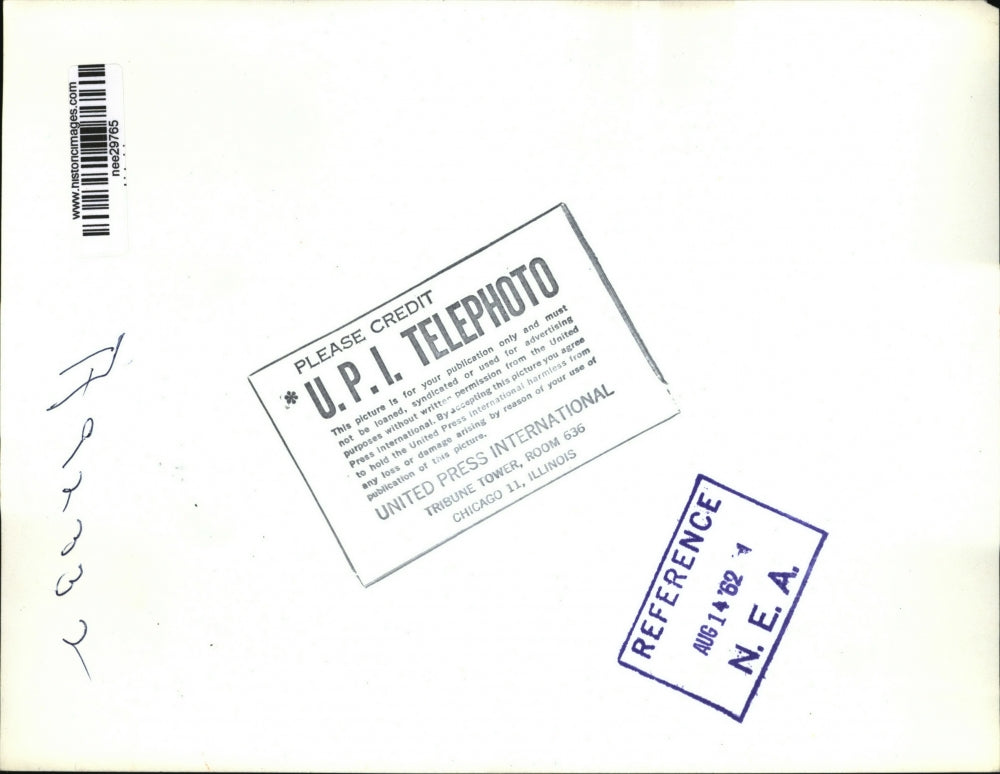 www.historicimages.com
nee29765
PLEASE CREDIT
* U.P.I. TELEPHOTO
This picture is for your publication only and must
not be loaned, syndicated or used for advertising
purposes without written permission from the United
Press International. By accepting this picture you agree
to hold the United Press International harmless from
any loss or damage arising by reason of your use of
publication of this picture.
UNITED PRESS INTERNATIONAL
TRIBUNE TOWER, ROOM 636
CHICAGO 11, ILLINOIS
REFERENCE
AUG 14 '62
N. E. A.